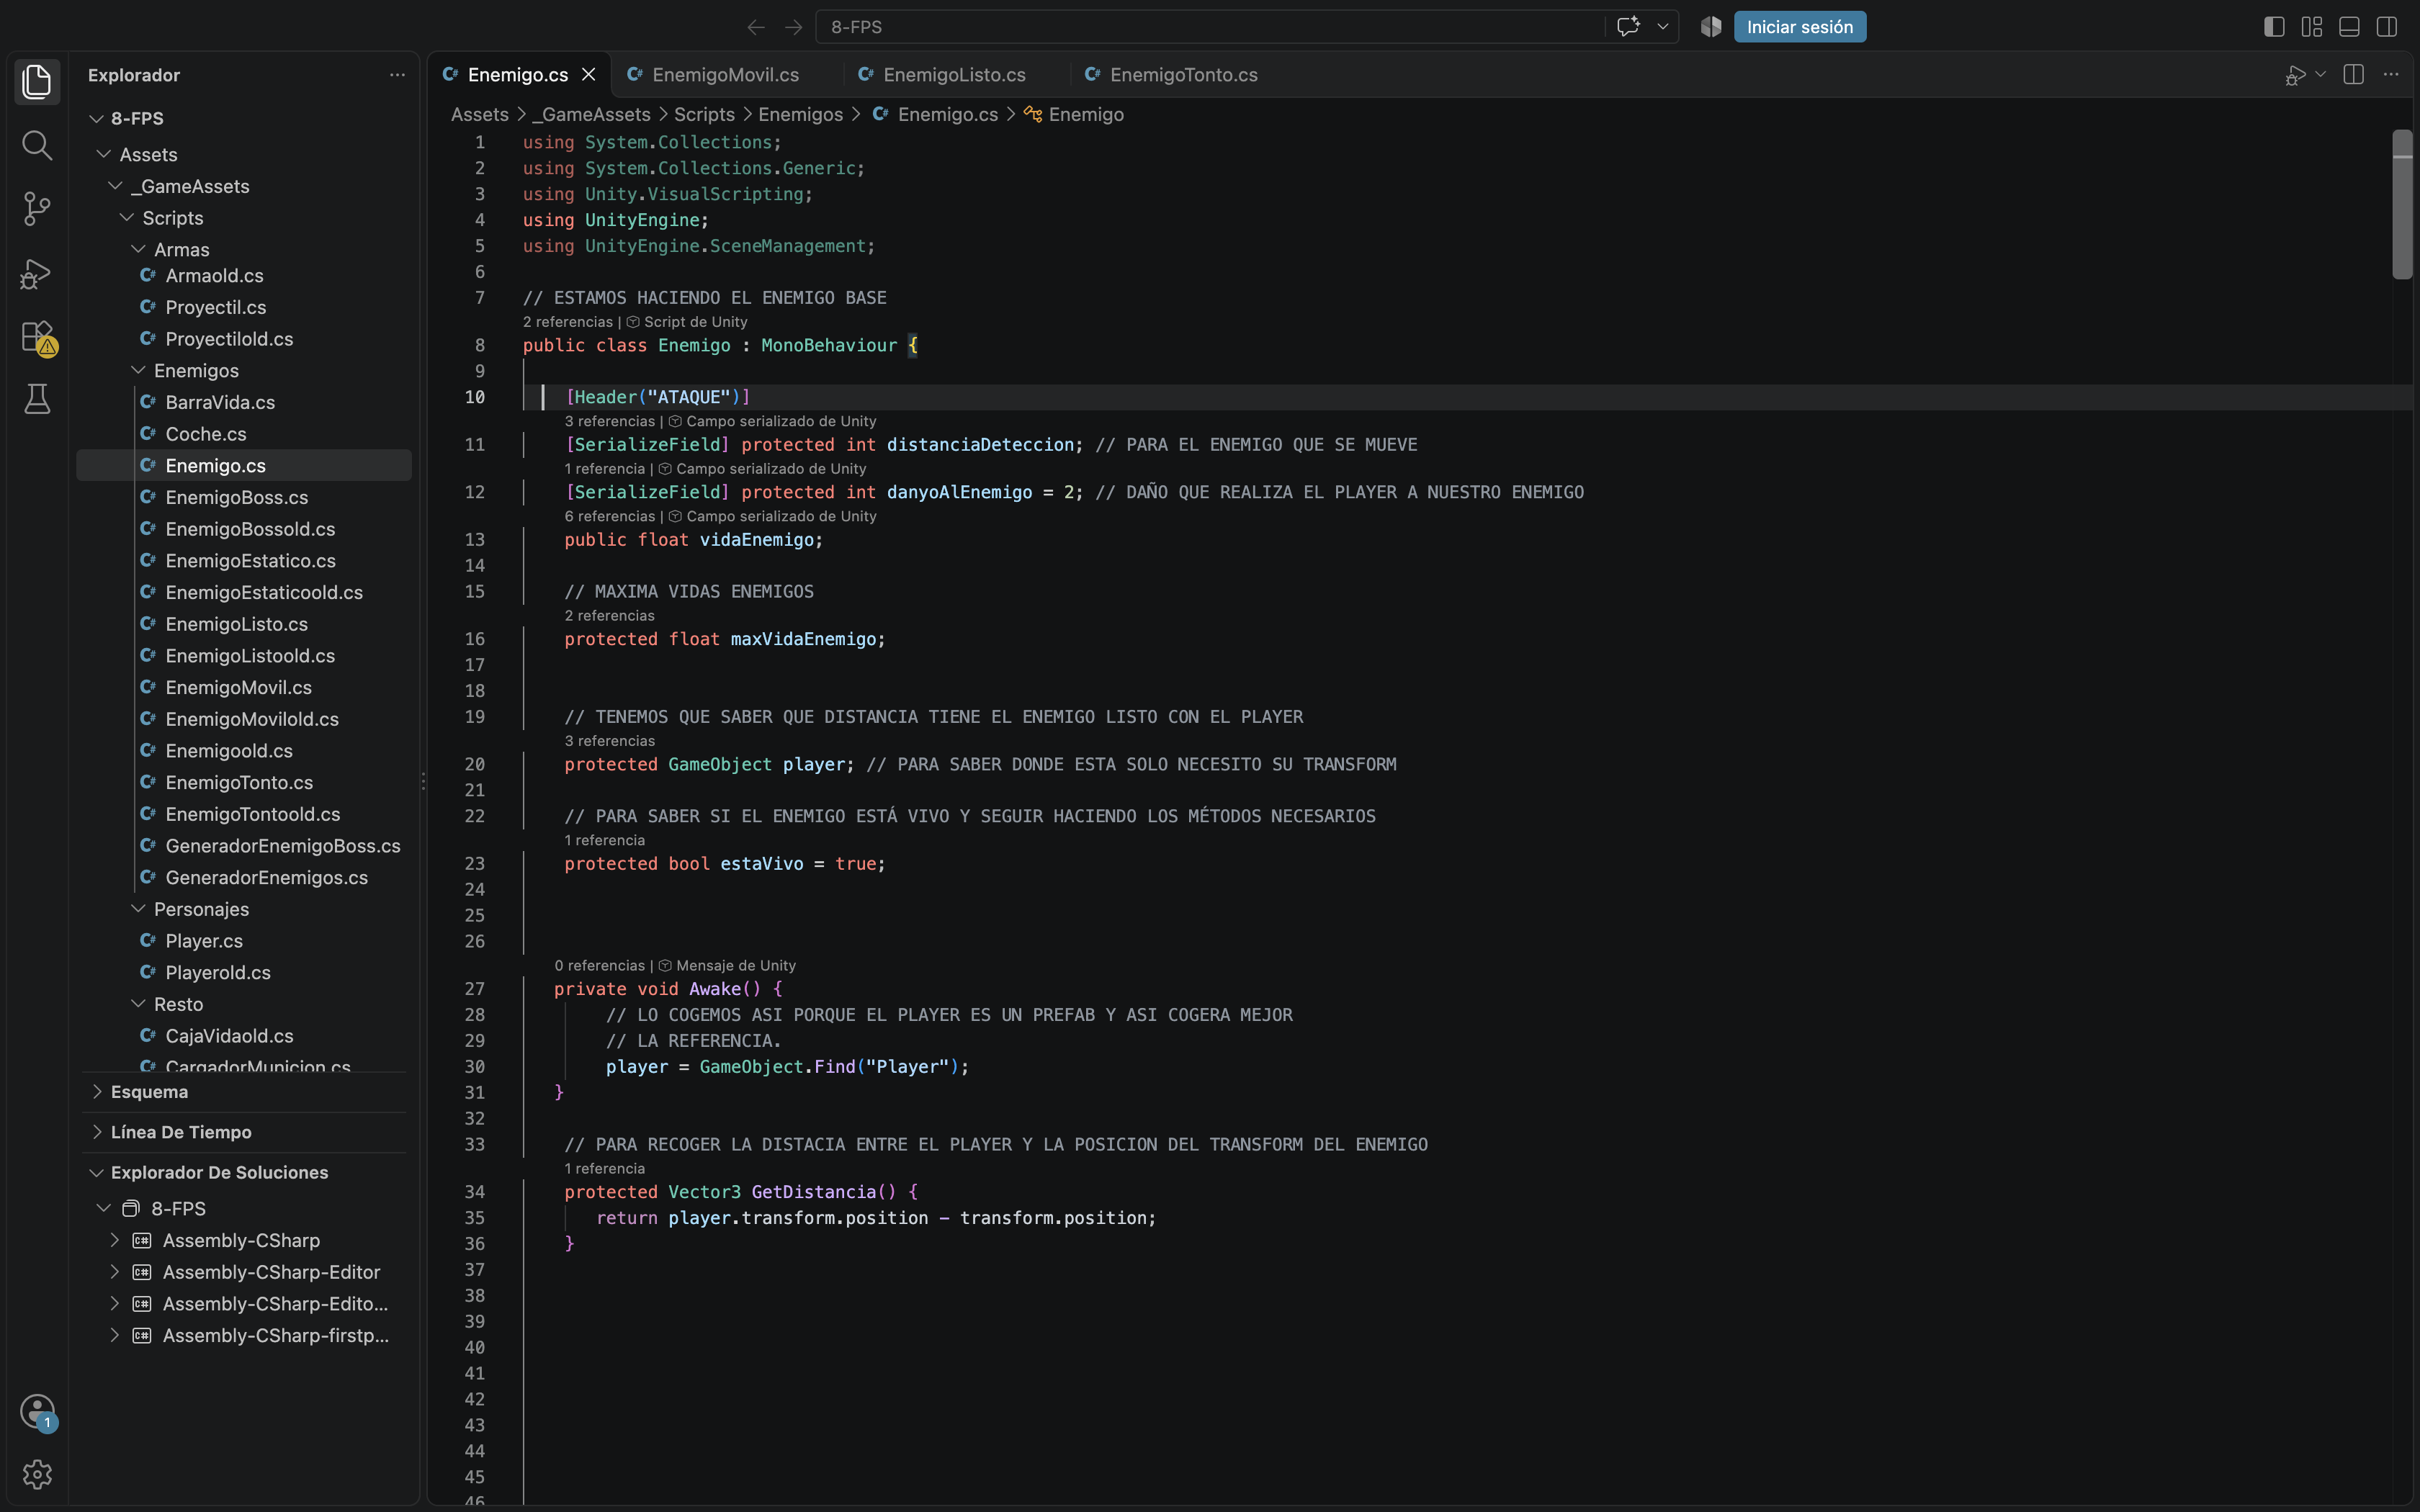 8-FPS
Iniciar sesión
Explorador
8-FPS
Assets
_GameAssets
Scripts
Armas
Armaold.cs
Proyectil.cs
Proyectilold.cs
Enemigos
BarraVida.cs
Coche.cs
Enemigo.cs
EnemigoBoss.cs
EnemigoBossold.cs
EnemigoEstatico.cs
EnemigoEstaticoold.cs
EnemigoListo.cs
EnemigoListoold.cs
EnemigoMovil.cs
EnemigoMovilold.cs
Enemigoold.cs
EnemigoTonto.cs
EnemigoTontoold.cs
GeneradorEnemigoBoss.cs
GeneradorEnemigos.cs
Personajes
Player.cs
Playerold.cs
Resto
CajaVidaold.cs
CargadorMunicion.cs
Esquema
Línea De Tiempo
Explorador De Soluciones
8-FPS
Assembly-CSharp
Assembly-CSharp-Editor
Assembly-CSharp-Edito...
Assembly-CSharp-firstp...
1
Enemigo.cs EnemigoMovil.cs EnemigoListo.cs EnemigoTonto.cs
Assets > _GameAssets > Scripts > Enemigos > Enemigo.cs > Enemigo
1 using System.Collections;
2 using System.Collections.Generic;
3 using Unity.VisualScripting;
4 using UnityEngine;
5 using UnityEngine.SceneManagement;
6
7 // ESTAMOS HACIENDO EL ENEMIGO BASE
2 referencias | Script de Unity
8 public class Enemigo : MonoBehaviour {
9
10 [Header("ATAQUE")]
3 referencias | Campo serializado de Unity
11 [SerializeField] protected int distanciaDeteccion; // PARA EL ENEMIGO QUE SE MUEVE
1 referencia | Campo serializado de Unity
12 [SerializeField] protected int danyoAlEnemigo = 2; // DAÑO QUE REALIZA EL PLAYER A NUESTRO ENEMIGO
6 referencias | Campo serializado de Unity
13 public float vidaEnemigo;
14
15 // MAXIMA VIDAS ENEMIGOS
2 referencias
16 protected float maxVidaEnemigo;
17
18
19 // TENEMOS QUE SABER QUE DISTANCIA TIENE EL ENEMIGO LISTO CON EL PLAYER
3 referencias
20 protected GameObject player; // PARA SABER DONDE ESTA SOLO NECESITO SU TRANSFORM
21
22 // PARA SABER SI EL ENEMIGO ESTÁ VIVO Y SEGUIR HACIENDO LOS MÉTODOS NECESARIOS
1 referencia
23 protected bool estaVivo = true;
24
25
26
0 referencias | Mensaje de Unity
27 private void Awake() {
28 // LO COGEMOS ASI PORQUE EL PLAYER ES UN PREFAB Y ASI COGERA MEJOR
29 // LA REFERENCIA.
30 player = GameObject.Find("Player");
31 }
32
33 // PARA RECOGER LA DISTACIA ENTRE EL PLAYER Y LA POSICION DEL TRANSFORM DEL ENEMIGO
1 referencia
34 protected Vector3 GetDistancia() {
35 return player.transform.position - transform.position;
36 }
37
38
39
40
41
42
43
44
45
46